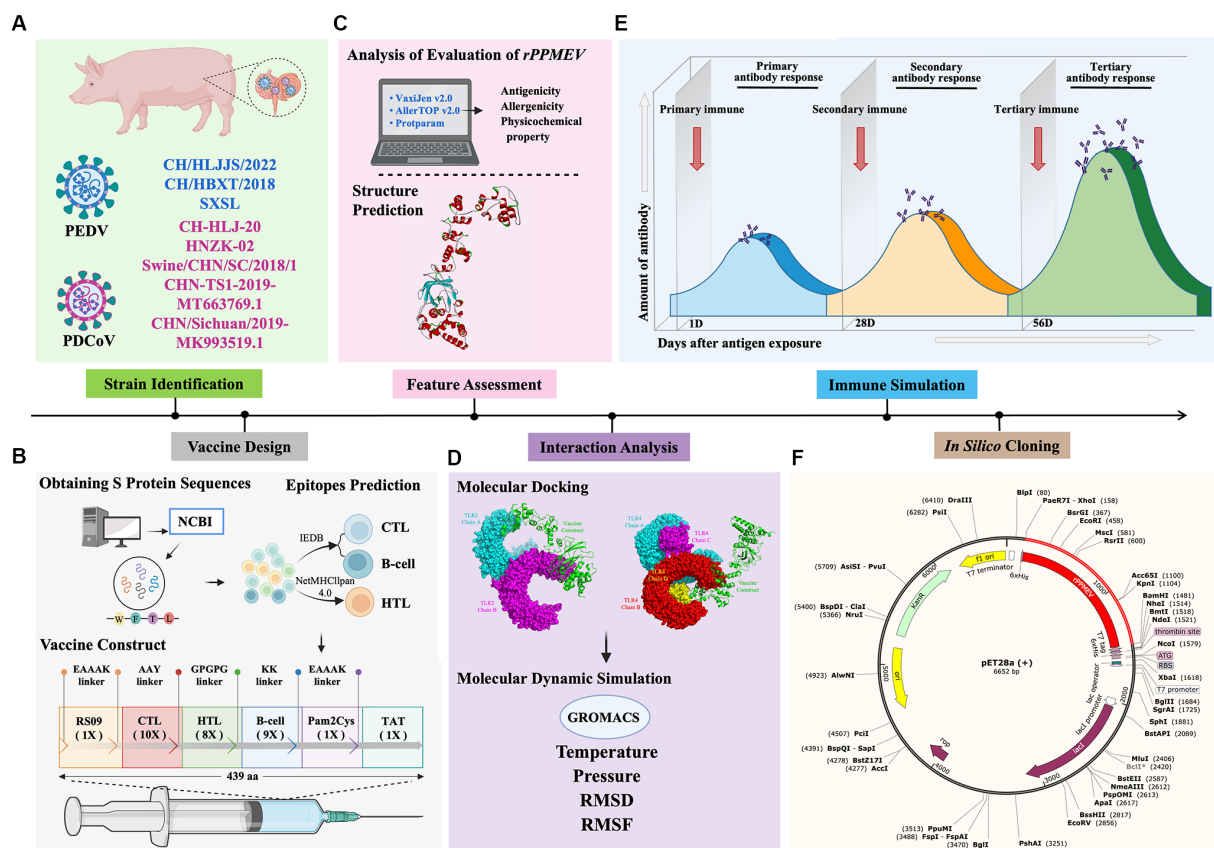 A
CH/HLJJS/2022
CH/HBXT/2018
SXSL
PEDV
CH-HLJ-20
HNZK-02
Swine/CHN/SC/2018/1
CHN-TS1-2019-
MT663769.1
CHN/Sichuan/2019-
MK993519.1
PDCoV
C
Analysis of Evaluation of rPPMEV
• VaxiJen v2.0
• AllerTOP v2.0
• Protparam
Antigenicity
Allergenicity
Physicochemical
property
Structure
Prediction
E
Primary
antibody response
Secondary
antibody response
Tertiary
antibody response
Primary immune
Secondary immune
Tertiary immune
Amount of antibody
1D
28D
56D
Days after antigen exposure
Strain Identification
Feature Assessment
Immune Simulation
Vaccine Design
Interaction Analysis
In Silico Cloning
B
Obtaining S Protein Sequences
NCBI
W F T L
Epitopes Prediction
IEDB
CTL
B-cell
NetMHCIIpan
4.0
HTL
Vaccine Construct
EAAAK
linker
AAY
linker
GPGPG
linker
KK
linker
EAAAK
linker
RS09
(1X)
CTL
( 10X )
HTL
( 8X )
B-cell
( 9X )
Pam2Cys
( 1X )
TAT
( 1X )
439 aa
D
Molecular Docking
TLR2
Chain A
Vaccine
Construct
TLR2
Chain B
TLR4
Chain A
TLR4
Chain C
TLR4
Chain D
TLR4
Chain B
Vaccine
Construct
Molecular Dynamic Simulation
GROMACS
Temperature
Pressure
RMSD
RMSF
F
BlpI (80)
PaeR7I - XhoI (158)
BsrGI (367)
EcoRI (458)
MscI (581)
RsrII (600)
Acc65I (1100)
KpnI (1104)
BamHI (1481)
NheI (1514)
BmtI (1518)
NdeI (1521)
thrombin site
NcoI (1579)
ATG
RBS
XbaI (1618)
T7 promoter
BglII (1684)
SgrAI (1725)
SphI (1881)
BstAPI (2089)
MluI (2406)
BclI* (2420)
BstEII (2587)
NmeAIII (2612)
PspOMI (2613)
ApaI (2617)
BssHII (2817)
EcoRV (2856)
PshAI (3251)
BglI
(3470)
(3488) FspI - FspAI
(3513) PpuMI
(4277) AccI
(4278) BstZ17I
(4391) BspQI - SapI
(4507) PciI
(4923) AlwNI
(5366) NruI
(5400) BspDI - ClaI
(5709) AsiSI - PvuI
(6282) PsiI
(6410) DraIII
f1 ori
T7 terminator
6xHis
rPPMEV
T7 tag
6xHis
lac operator
lacI promoter
lacI
rop
ori
KanR
1000
2000
3000
4000
5000
6000
pET28a (+)
6652 bp